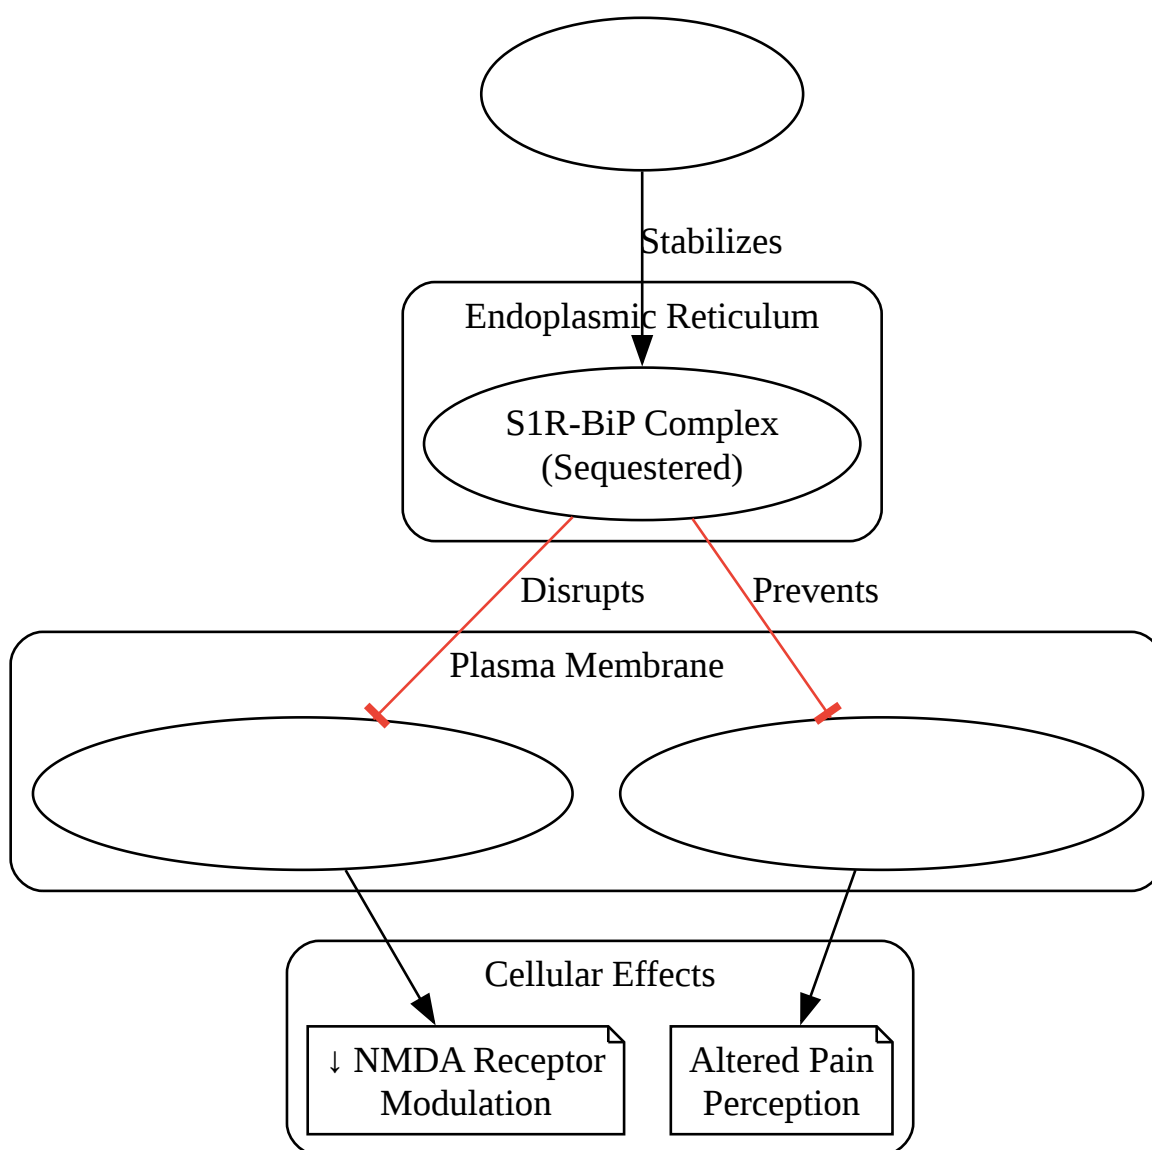 Stabilizes
Endoplasmic Reticulum
S1R-BiP Complex
(Sequestered)
Disrupts
Prevents
Plasma Membrane
Cellular Effects
↓ NMDA Receptor
Modulation
Altered Pain
Perception